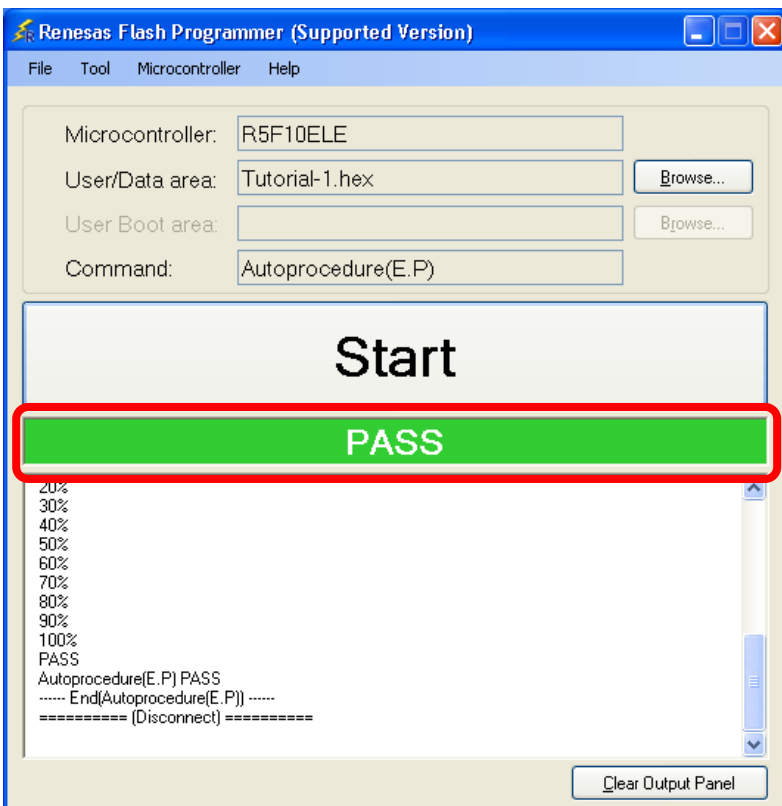 Renesas Flash Programmer (Supported Version)
File Tool Microcontroller Help
Microcontroller: R5F10ELE
User/Data area: Tutorial-1.hex Browse...
User Boot area: Browse...
Command: Autoprocedure(E.P)
Start
PASS
20%
30%
40%
50%
60%
70%
80%
90%
100%
PASS
Autoprocedure(E.P) PASS
------ End(Autoprocedure(E.P)) ------
========== (Disconnect) ==========
Clear Output Panel